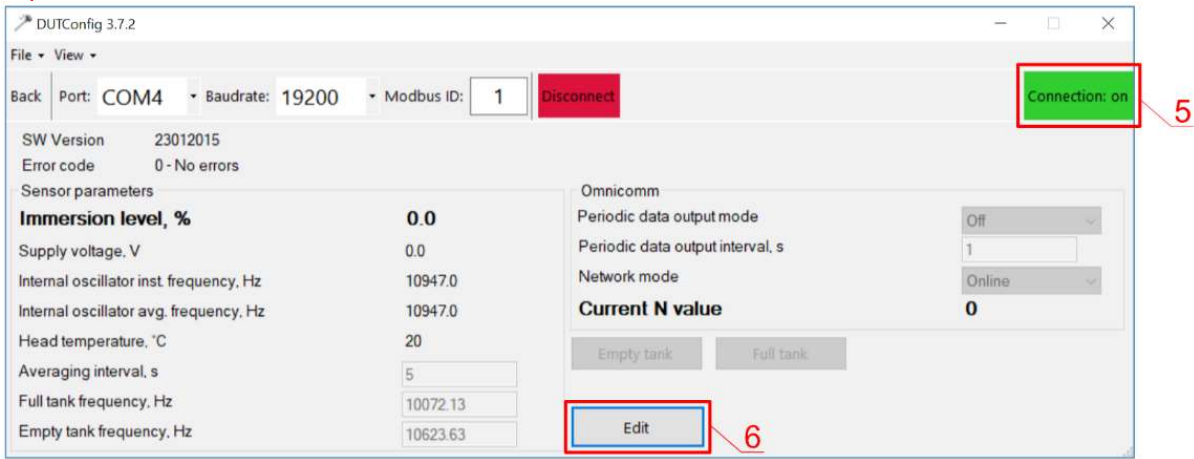 DUTConfig 3.7.2
File View
Back Port: COM4 Baudrate: 19200 Modbus ID: 1 Disconnect Connection: on
5
SW Version 23012015
Error code 0 - No errors
Sensor parameters
Immersion level, % 0.0
Supply voltage, V 0.0
Internal oscillator inst. frequency, Hz 10947.0
Internal oscillator avg. frequency, Hz 10947.0
Head temperature, °C 20
Averaging interval, s 5
Full tank frequency, Hz 10072.13
Empty tank frequency, Hz 10623.63
Omnicomm
Periodic data output mode Off
Periodic data output interval, s 1
Network mode Online
Current N value 0
Empty tank Full tank
Edit
6